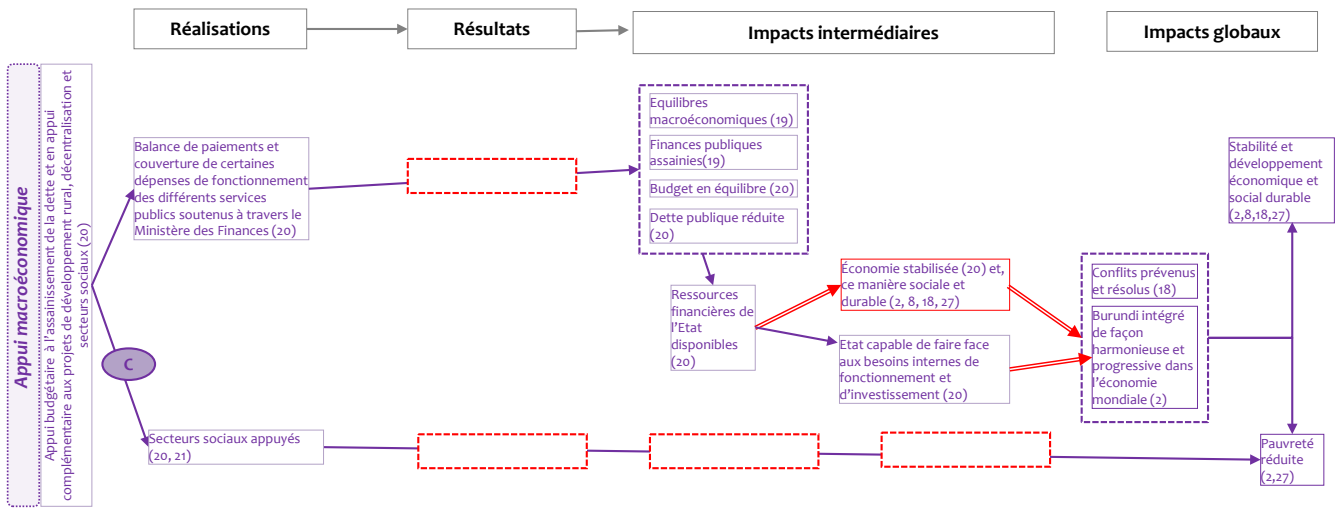 Réalisations
Résultats
Impacts intermédiaires
Impacts globaux
Appui macroéconomique
Appui budgétaire à l'assainissement de la dette et en appui
complémentaire aux projets de développement rural, décentralisation et
secteurs sociaux (20)
Balance de paiements et
couverture de certaines
dépenses de fonctionnement
des différents services
publics soutenus à travers le
Ministère des Finances (20)
Equilibres
macroéconomiques (19)
Finances publiques
assainies(19)
Budget en équilibre (20)
Dette publique réduite
(20)
Stabilité et
développement
économique et
social durable
(2,8,18,27)
Ressources
financières de
l'Etat
disponibles
(20)
Économie stabilisée (20) et,
ce manière sociale et
durable (2, 8, 18, 27)
Conflits prévenus
et résolus (18)
Burundi intégré
de façon
harmonieuse et
progressive dans
l'économie
mondiale (2)
Etat capable de faire face
aux besoins internes de
fonctionnement et
d'investissement (20)
C
Secteurs sociaux appuyés
(20, 21)
Pauvreté
réduite
(2,27)